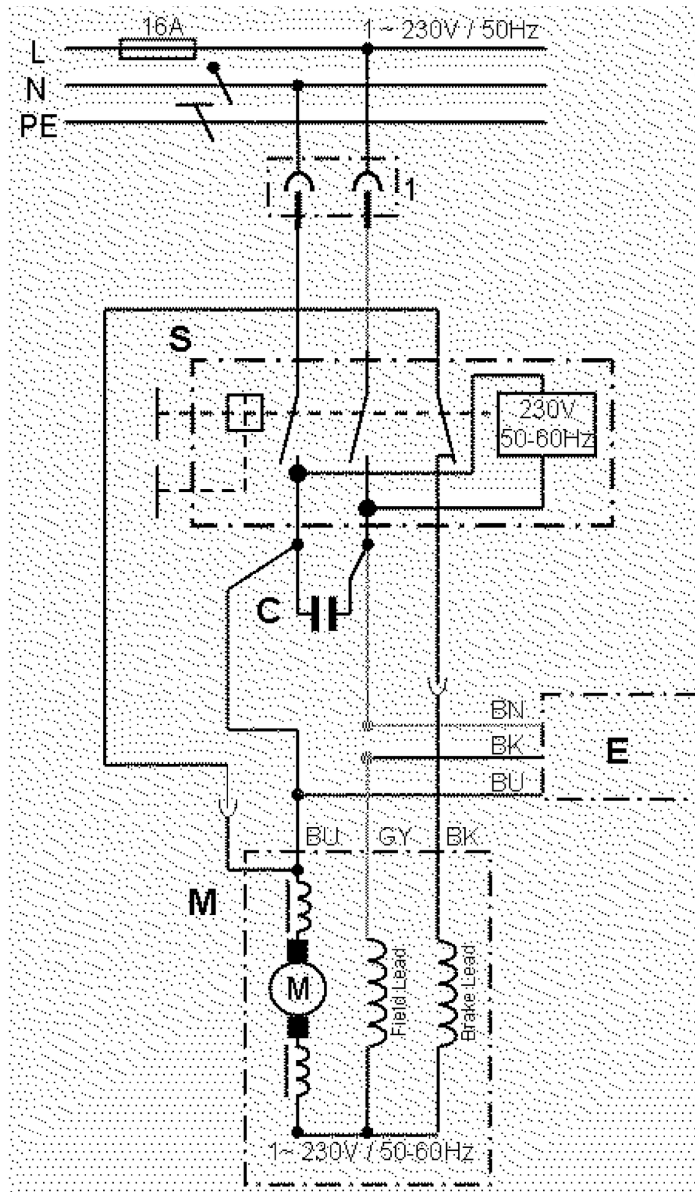 16A
1 ~ 230V / 50Hz
L
N
PE
1
S
230V
50-60Hz
C
BN
BK
E
BU
BU GY BK
M
M
Field Lead
Brake Lead
1~ 230V / 50-60Hz